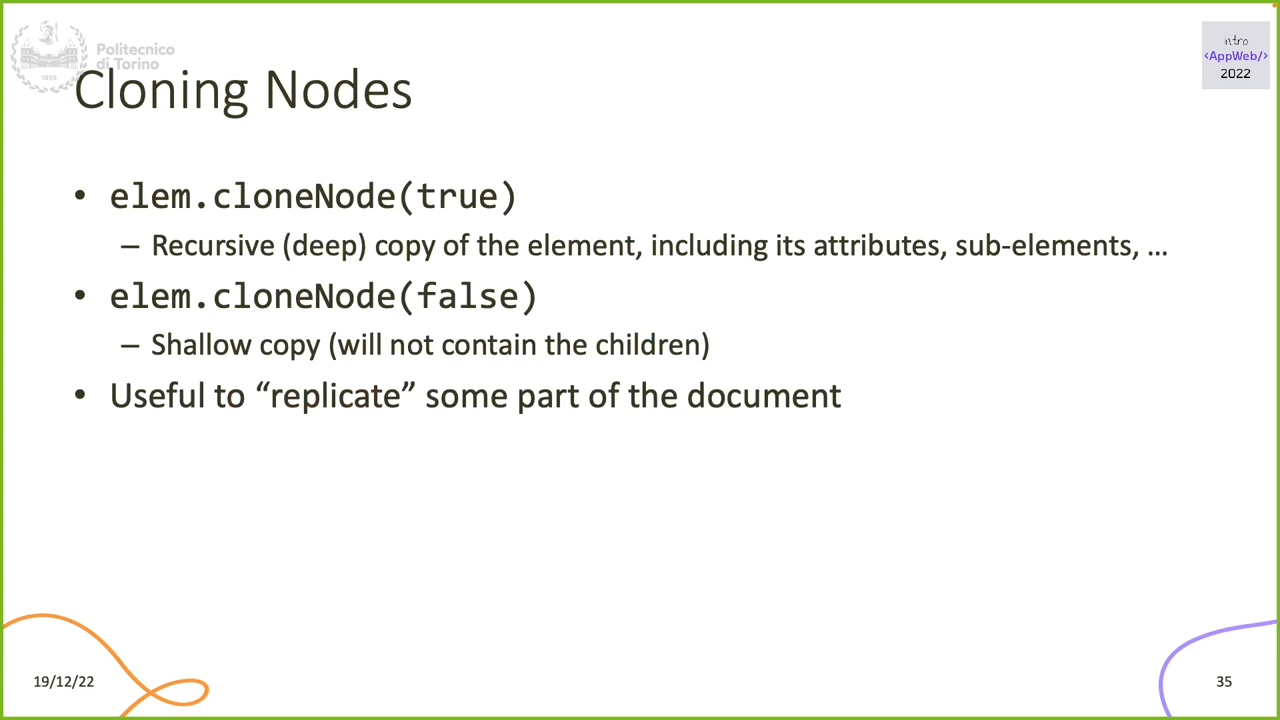 Politecnico
di Torino
1859
intro
<AppWeb/>
2022
Cloning Nodes
• elem.cloneNode(true)
– Recursive (deep) copy of the element, including its attributes, sub-elements, …
• elem.cloneNode(false)
– Shallow copy (will not contain the children)
• Useful to “replicate” some part of the document
19/12/22
35